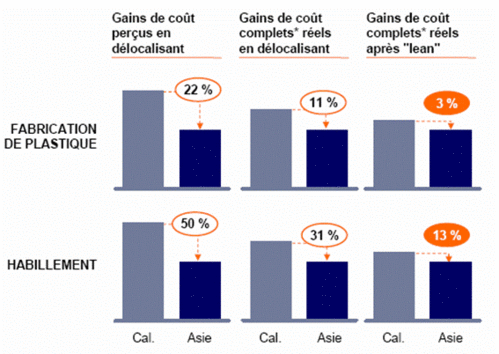 Gains de coût
perçus en
délocalisant
Gains de coût
complets* réels
en délocalisant
Gains de coût
complets* réels
après "lean"
FABRICATION
DE PLASTIQUE
22 %
11 %
3 %
HABILLEMENT
50 %
31 %
13 %
Cal. Asie Cal. Asie Cal. Asie